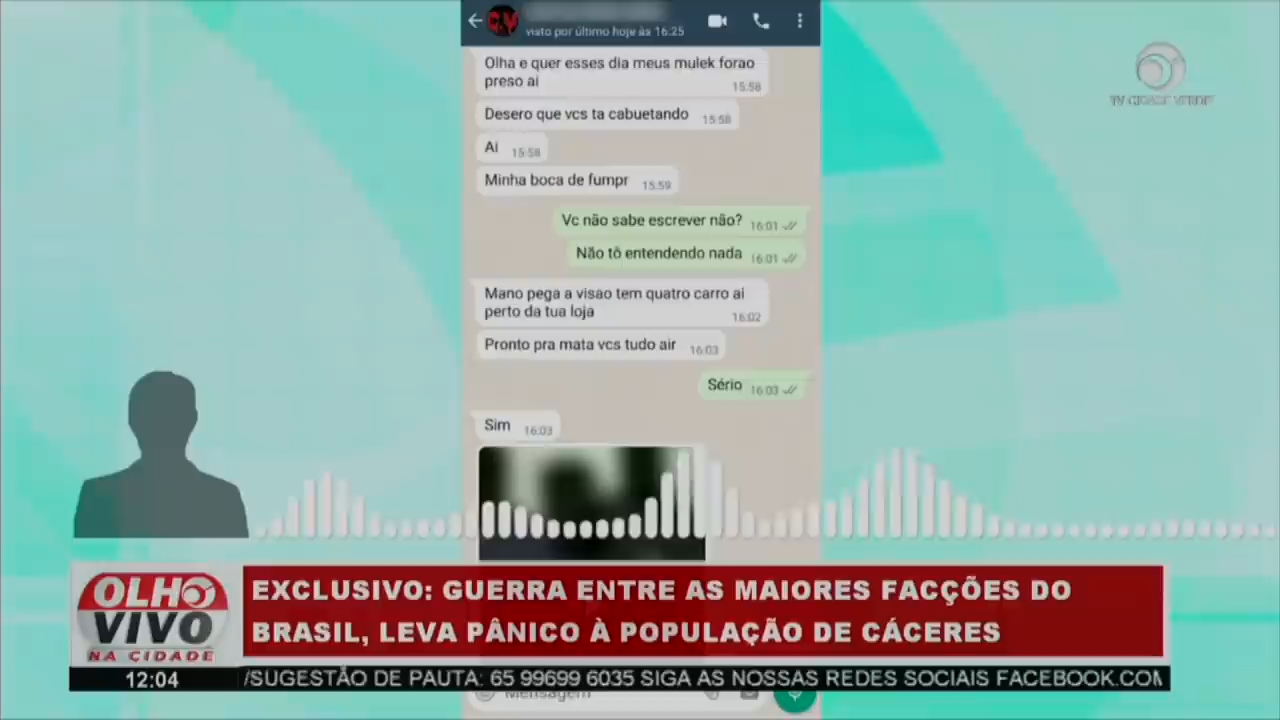 C.V
visto por último hoje às 16:25
Olha e quer esses dia meus mulek forao
preso ai
15:58
Desero que vcs ta cabuetando 15:58
Ai 15:58
Minha boca de fumpr 15:59
Vc não sabe escrever não? 16:01
Não tô entendendo nada 16:01
Mano pega a visao tem quatro carro ai
perto da tua loja
16:02
Pronto pra mata vcs tudo air 16:03
Sério 16:03
Sim 16:03
TV CIDADE VERDE
OLHO
VIVO
NA CIDADE
EXCLUSIVO: GUERRA ENTRE AS MAIORES FACÇÕES DO
BRASIL, LEVA PÂNICO À POPULAÇÃO DE CÁCERES
12:04
/SUGESTÃO DE PAUTA: 65 99699 6035 SIGA AS NOSSAS REDES SOCIAIS FACEBOOK.COM
Mensagem